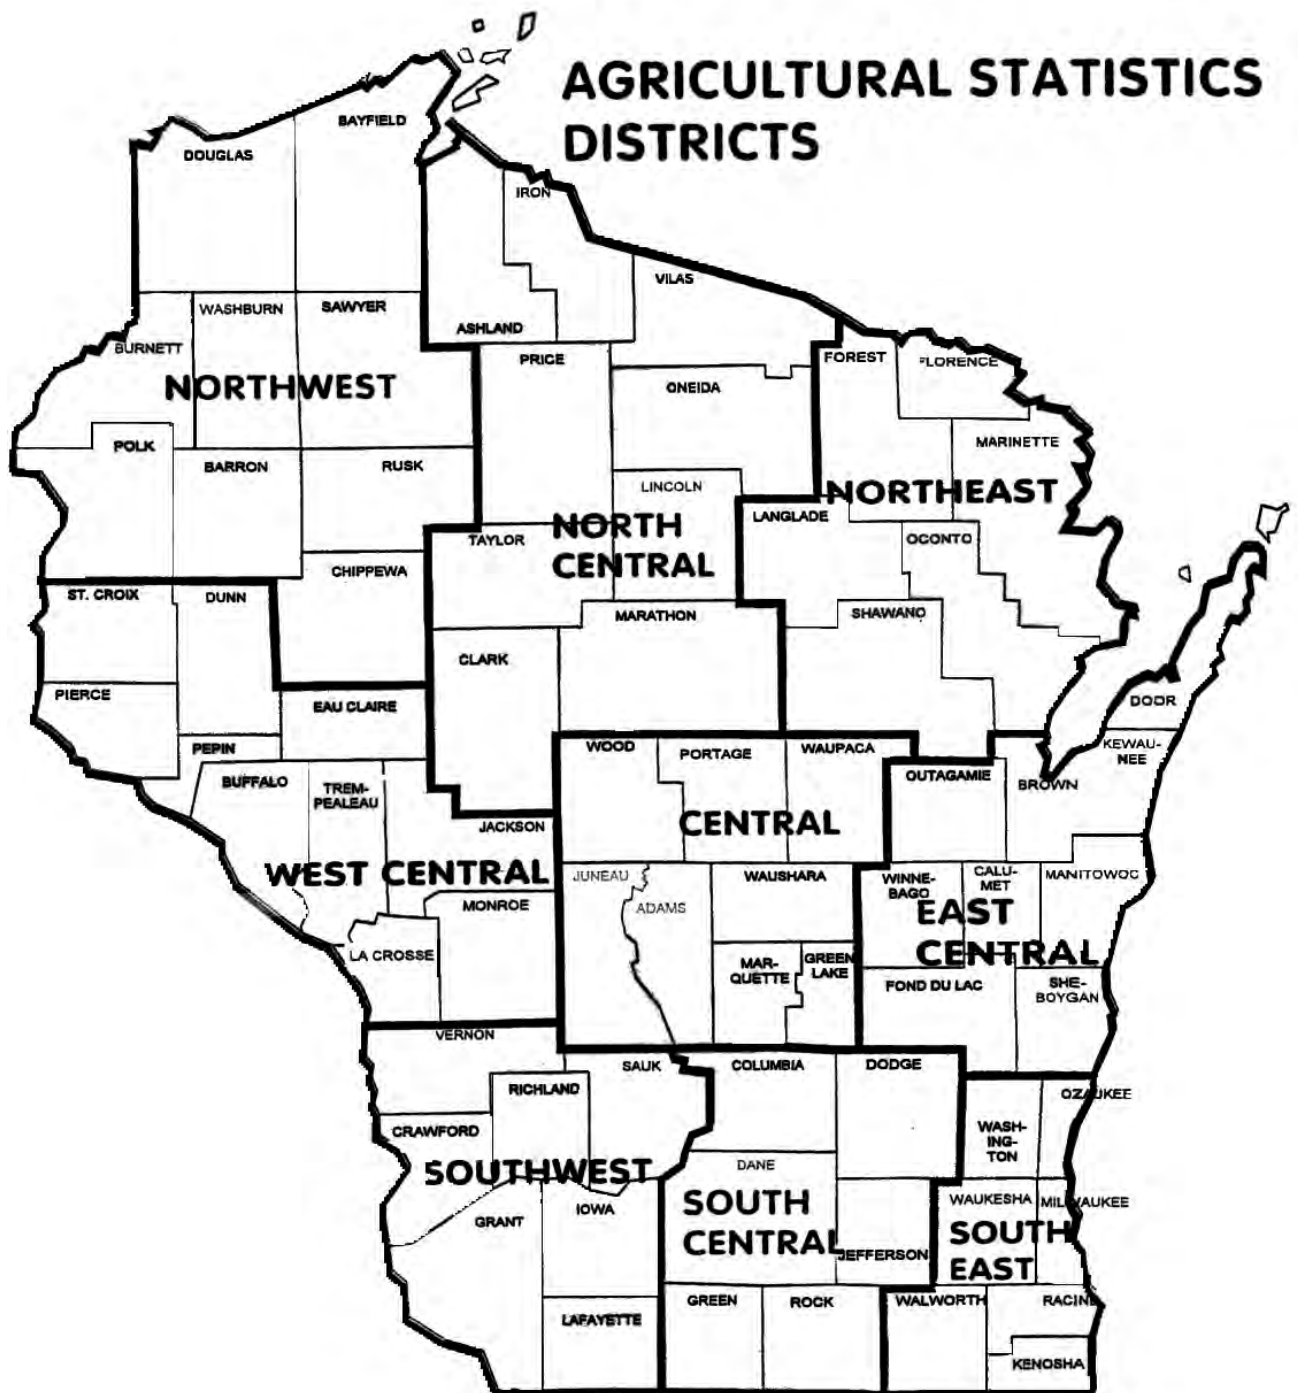 AGRICULTURAL STATISTICS
DISTRICTS
BAYFIELD
DOUGLAS
IRON
VILAS
WASHBURN
SAWYER
ASHLAND
BURNETT
PRICE
FOREST
FLORENCE
NORTHWEST
ONEIDA
POLK
MARINETTE
BARRON
RUSK
LINCOLN
NORTHEAST
LANGLADE
NORTH
CENTRAL
TAYLOR
OCONTO
CHIPPEWA
ST. CROIX
DUNN
MARATHON
SHAWANO
CLARK
PIERCE
EAU CLAIRE
DOOR
PEPIN
WOOD
PORTAGE
WAUPACA
KEWAU-
NEE
BUFFALO
TREM-
PEALEAU
OUTAGAMIE
BROWN
JACKSON
CENTRAL
WEST CENTRAL
JUNEAU
WAUSHARA
WINNE-
BAGO
CALU-
MET
MANITOWOC
MONROE
ADAMS
EAST
CENTRAL
LA CROSSE
MAR-
QUETTE
GREEN
LAKE
FOND DU LAC
SHE-
BOYGAN
VERNON
SAUK
COLUMBIA
DODGE
RICHLAND
OZAUKEE
CRAWFORD
WASH-
ING-
TON
SOUTHWEST
DANE
WAUKESHA
MILWAUKEE
GRANT
IOWA
SOUTH
CENTRAL
JEFFERSON
SOUTH
EAST
GREEN
ROCK
WALWORTH
RACINE
LAFAYETTE
KENOSHA